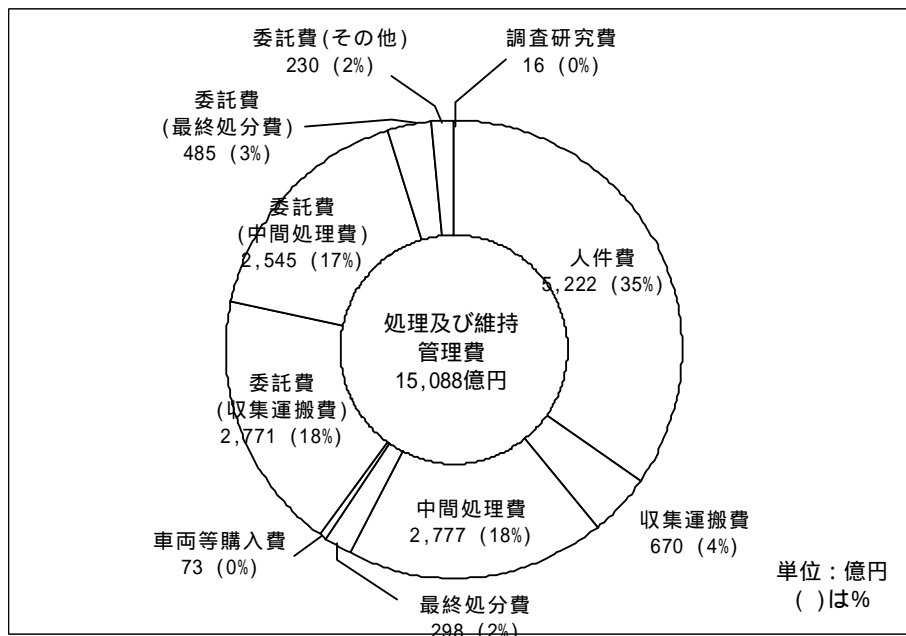 委託費(その他)
230 (2%)
調査研究費
16 (0%)
委託費
(最終処分費)
485 (3%)
委託費
(中間処理費)
2,545 (17%)
人件費
5,222 (35%)
処理及び維持
管理費
15,088億円
委託費
(収集運搬費)
2,771 (18%)
中間処理費
2,777 (18%)
収集運搬費
670 (4%)
車両等購入費
73 (0%)
最終処分費
298 (2%)
単位:億円
( )は%